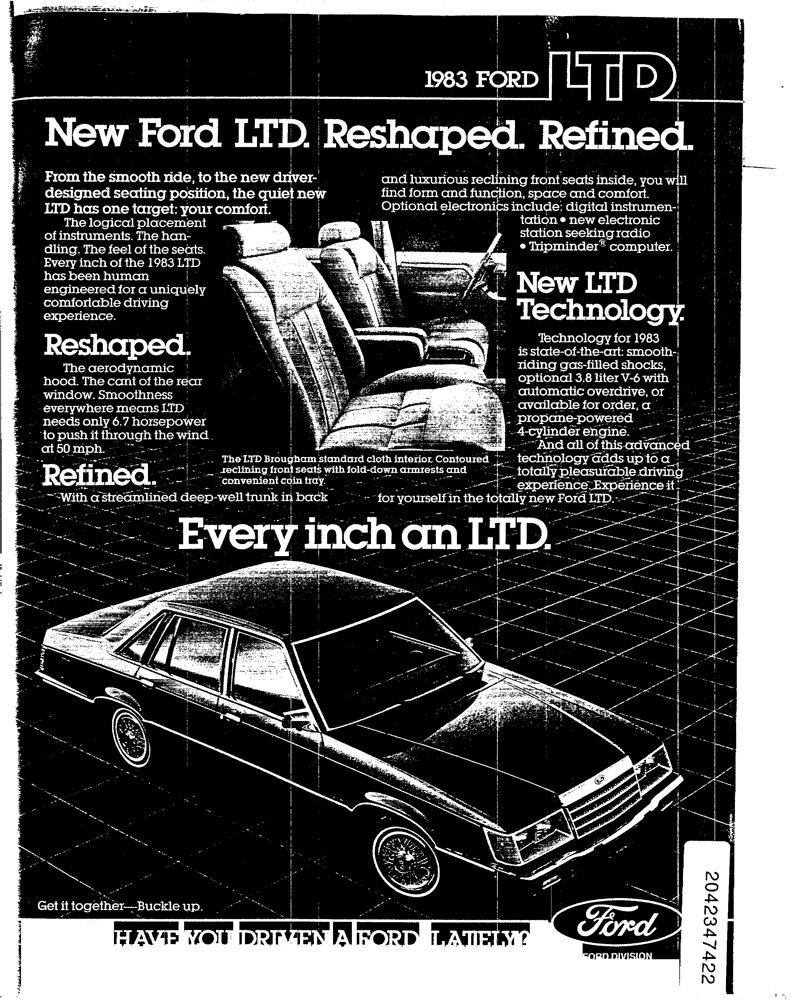 1983 FORD LTD
New Ford LTD. Reshaped. Refined.
From the smooth ride, to the new driver-
designed seating position, the quiet new
LTD has one target: your comfort.
The logical placement
of instruments. The han-
dling. The feel of the seats.
Every inch of the 1983 LTD
has been human
engineered for a uniquely
comfortable driving
experience.
Reshaped.
The aerodynamic
hood. The cant of the rear
window. Smoothness
everywhere means LTD
needs only 6.7 horsepower
to push it through the wind
at 50 mph.
Refined.
With a streamlined deep-well trunk in back
and luxurious reclining front seats inside, you will
find form and function, space and comfort.
Optional electronics include: digital instrumen-
tation • new electronic
station seeking radio
• Tripminder® computer.
New LTD
Technology.
Technology for 1983
is state-of-the-art: smooth-
riding gas-filled shocks,
optional 3.8 liter V-6 with
automatic overdrive, or
available for order, a
propane-powered
4-cylinder engine.
And all of this advanced
technology adds up to a
totally pleasurable driving
experience. Experience it
for yourself in the totally new Ford LTD.
The LTD Brougham standard cloth interior. Contoured
reclining front seats with fold-down armrests and
convenient coin tray.
Every inch an LTD.
Get it together—Buckle up.
HAVE YOU DRIVEN A FORD LATELY?
Ford
FORD DIVISION
2042347422